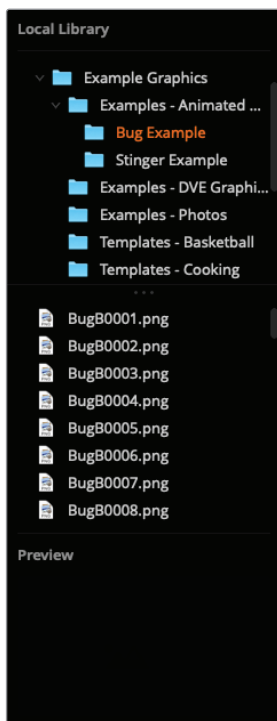 Local Library
Example Graphics
Examples - Animated ...
Bug Example
Stinger Example
Examples - DVE Graphi...
Examples - Photos
Templates - Basketball
Templates - Cooking
BugB0001.png
BugB0002.png
BugB0003.png
BugB0004.png
BugB0005.png
BugB0006.png
BugB0007.png
BugB0008.png
Preview